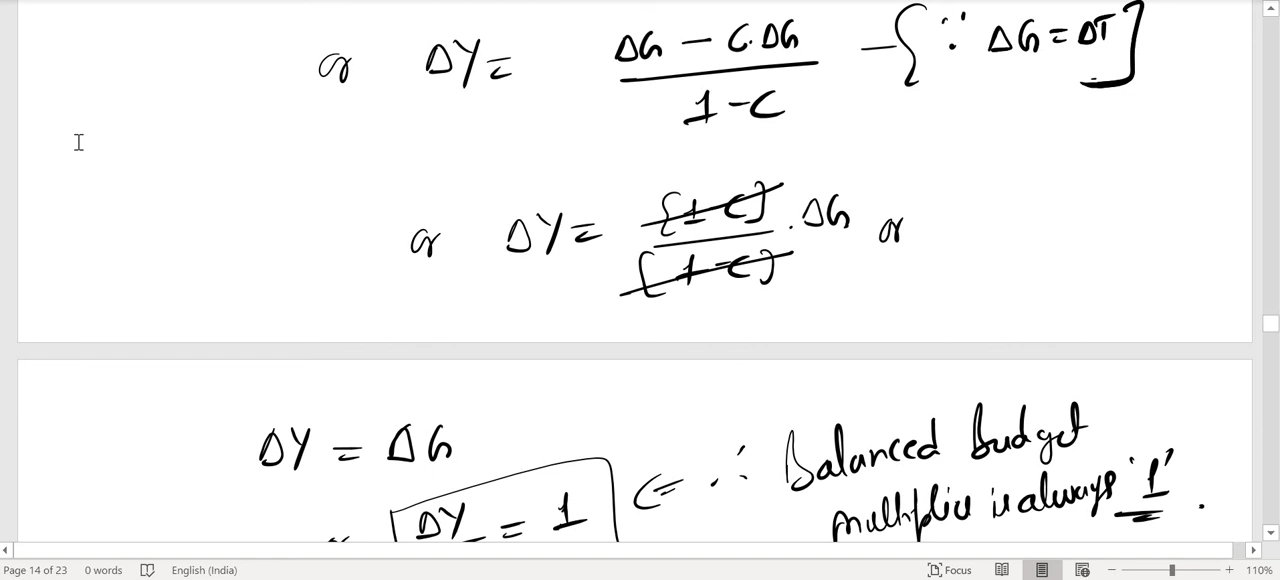 or ΔY = ΔG - C.ΔG / 1-C - {∵ ΔG = ΔT]
or ΔY = [1-C] / [1-C] . ΔG or
ΔY = ΔG
⇐ ∴ Balanced Budget
ΔY = 1 multiplier is always '1'.
Page 14 of 23 0 words English (India) Focus 110%